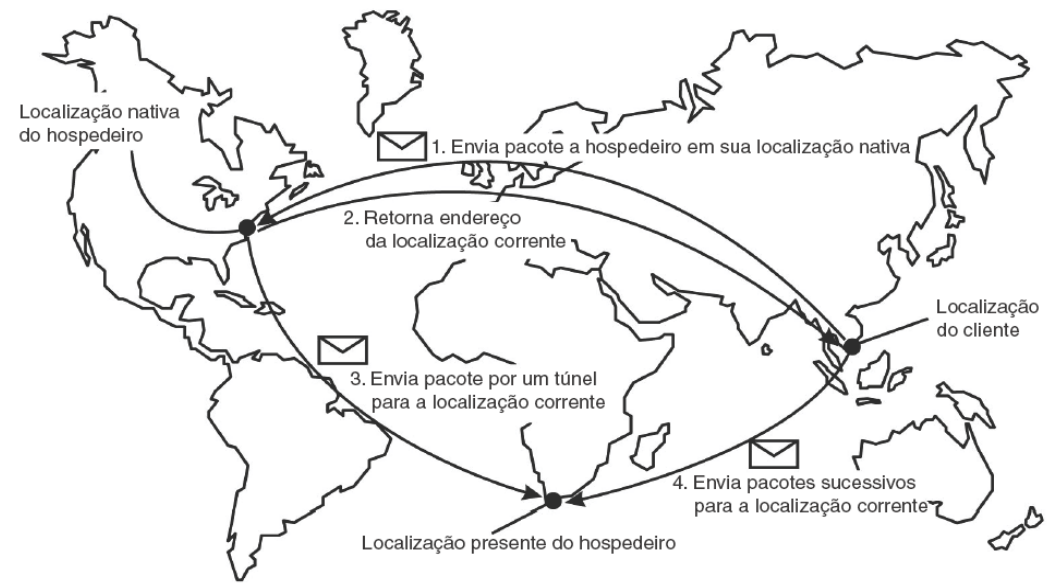 Localização nativa
do hospedeiro
1. Envia pacote a hospedeiro em sua localização nativa
2. Retorna endereço
da localização corrente
Localização
do cliente
3. Envia pacote por um túnel
para a localização corrente
4. Envia pacotes sucessivos
para a localização corrente
Localização presente do hospedeiro